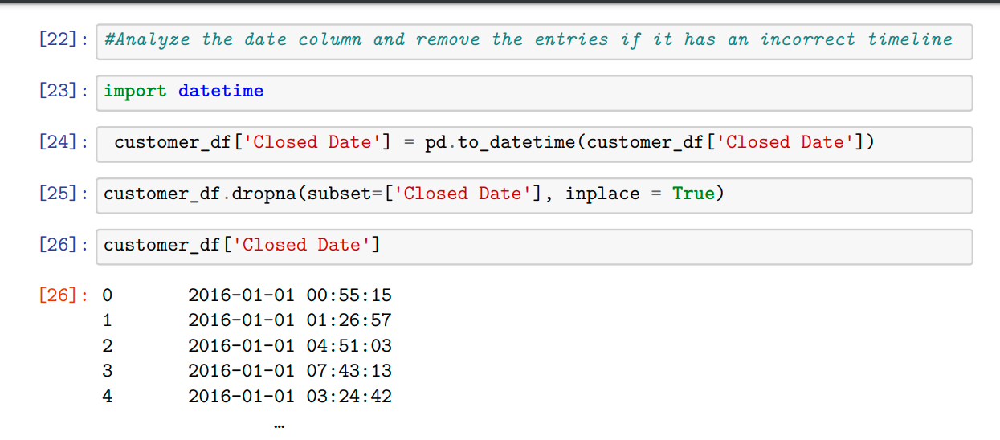 [22]: #Analyze the date column and remove the entries if it has an incorrect timeline
[23]: import datetime
[24]: customer_df['Closed Date'] = pd.to_datetime(customer_df['Closed Date'])
[25]: customer_df.dropna(subset=['Closed Date'], inplace = True)
[26]: customer_df['Closed Date']
[26]: 0 2016-01-01 00:55:15
1 2016-01-01 01:26:57
2 2016-01-01 04:51:03
3 2016-01-01 07:43:13
4 2016-01-01 03:24:42
…